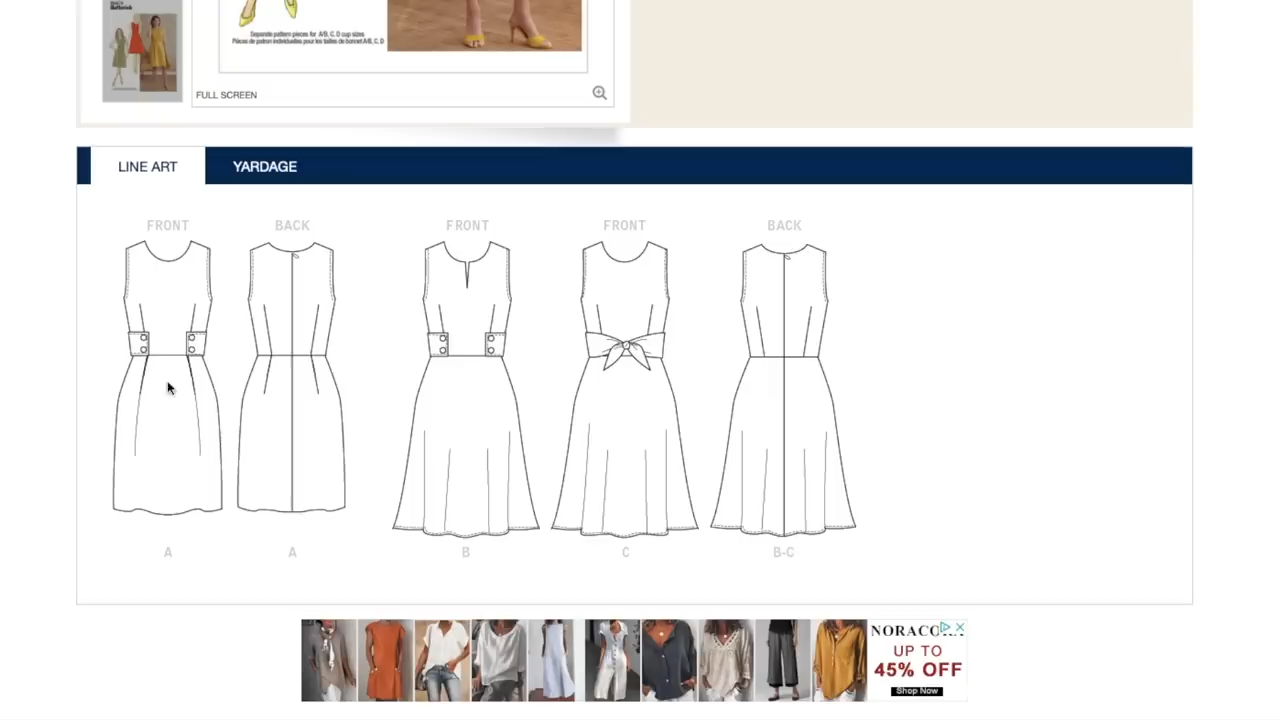 Butterick
Separate pattern pieces for A/B, C, D cup sizes
Pièces de patron individuelles pour les tailles de bonnet A/B, C, D
FULL SCREEN
LINE ART
YARDAGE
FRONT
BACK
FRONT
FRONT
BACK
A
A
B
C
B-C
UP TO
45% OFF
Shop Now